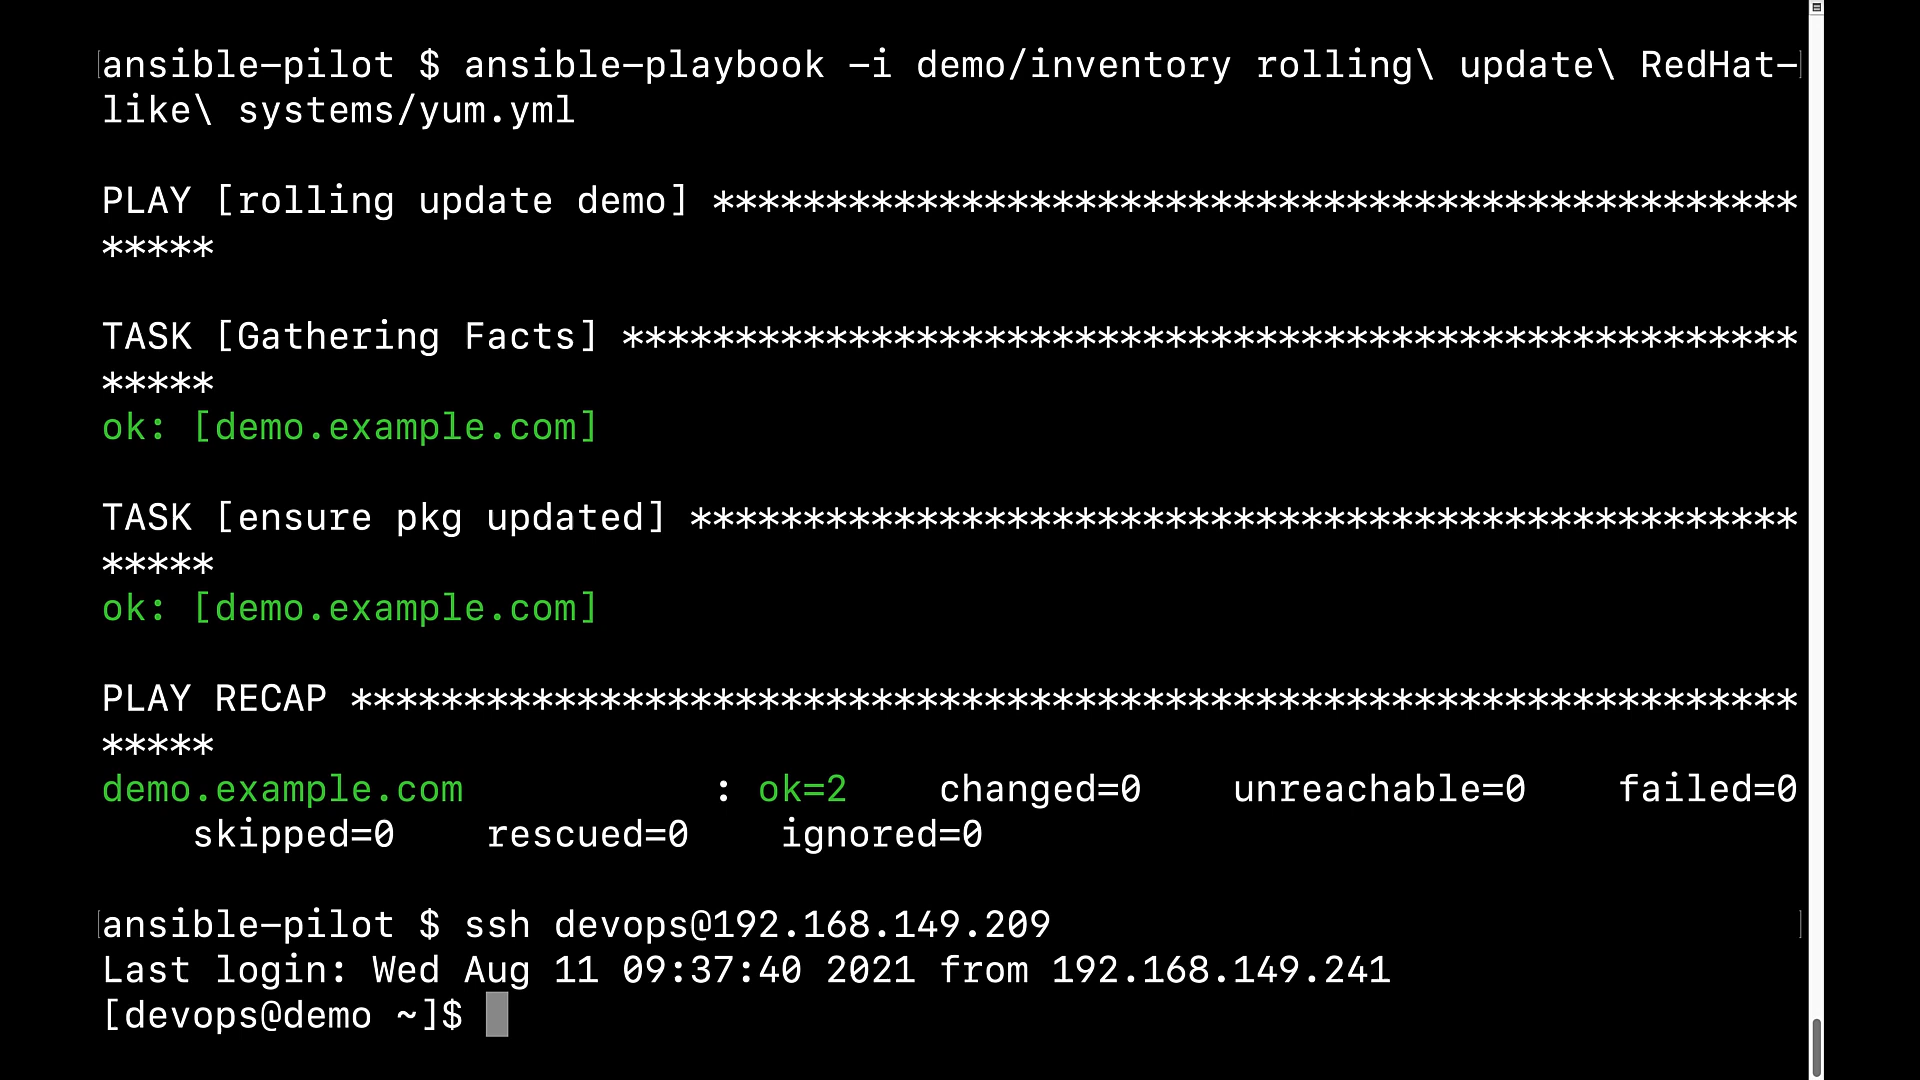 ansible-pilot $ ansible-playbook -i demo/inventory rolling\ update\ RedHat-
like\ systems/yum.yml
PLAY [rolling update demo] ************************************************
*****
TASK [Gathering Facts] ****************************************************
*****
ok: [demo.example.com]
TASK [ensure pkg updated] *************************************************
*****
ok: [demo.example.com]
PLAY RECAP ****************************************************************
*****
demo.example.com           : ok=2    changed=0    unreachable=0    failed=0
    skipped=0    rescued=0    ignored=0
ansible-pilot $ ssh devops@192.168.149.209
Last login: Wed Aug 11 09:37:40 2021 from 192.168.149.241
[devops@demo ~]$